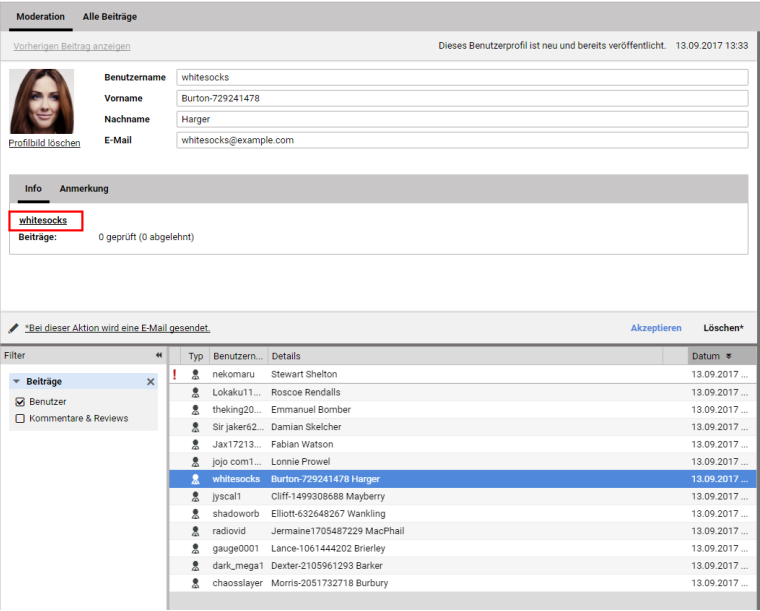 Moderation Alle Beiträge
Vorherigen Beitrag anzeigen Dieses Benutzerprofil ist neu und bereits veröffentlicht. 13.09.2017 13:33
Benutzername whitesocks
Vorname Burton-729241478
Nachname Harger
E-Mail whitesocks@example.com
Profilbild löschen
Info Anmerkung
whitesocks
Beiträge: 0 geprüft (0 abgelehnt)
*Bei dieser Aktion wird eine E-Mail gesendet. Akzeptieren Löschen*
Filter Typ Benutzern... Details Datum
Beiträge
Benutzer
Kommentare & Reviews
! nekomaru Stewart Shelton 13.09.2017 ...
Lokaku11... Roscoe Rendalls 13.09.2017 ...
theking20... Emmanuel Bomber 13.09.2017 ...
Sir jaker62... Damian Skelcher 13.09.2017 ...
Jax17213... Fabian Watson 13.09.2017 ...
jojo com1... Lonnie Prowel 13.09.2017 ...
whitesocks Burton-729241478 Harger 13.09.2017 ...
jyscal1 Cliff-1499308688 Mayberry 13.09.2017 ...
shadoworb Elliott-632648267 Wankling 13.09.2017 ...
radiovid Jermaine1705487229 MacPhail 13.09.2017 ...
gauge0001 Lance-1061444202 Brierley 13.09.2017 ...
dark_mega1 Dexter-2105961293 Barker 13.09.2017 ...
chaosslayer Morris-2051732718 Burbury 13.09.2017 ...